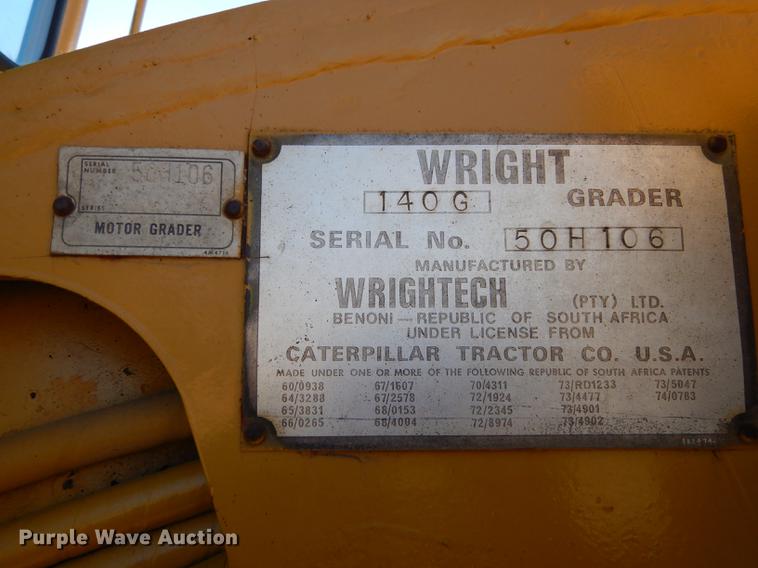 SERIAL
NUMBER 50H106
SERIES
MOTOR GRADER
WRIGHT
140G GRADER
SERIAL No. 50H106
MANUFACTURED BY
WRIGHTECH (PTY) LTD.
BENONI — REPUBLIC OF SOUTH AFRICA
UNDER LICENSE FROM
CATERPILLAR TRACTOR CO. U.S.A.
MADE UNDER ONE OR MORE OF THE FOLLOWING REPUBLIC OF SOUTH AFRICA PATENTS
60/0938 67/1607 70/4311 73/RD1233 73/5047
64/3288 67/2578 72/1924 73/4477 74/0783
65/3831 68/0153 72/2345 73/4901
66/0265 68/4004 72/8974 73/4902
Purple Wave Auction